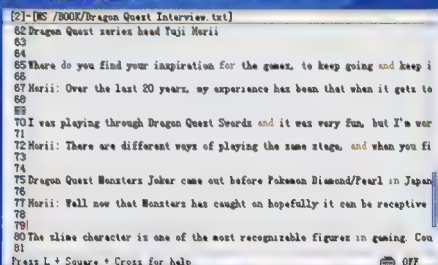 [2]-[MS /BOOK/Dragon Quest Interview.txt]
62 Dragon Quest series head Yuji Horii
63
64
65 Where do you find your inspiration for the games, to keep going and keep i
66
67 Horii: Over the last 20 years, my experience has been that when it gets to
68
69
70 I was playing through Dragon Quest Swords and it was very fun, but I'm wor
71
72 Horii: There are different ways of playing the same stage, and when you fi
73
74
75 Dragon Quest Monsters Joker came out before Pokemon Diamond/Pearl in Japan
76
77 Horii: Well now that Monsters has caught on hopefully it can be receptive
78
79
80 The slime character is one of the most recognizable figures in gaming. Cou
81
Press L + Square + Cross for help OFF